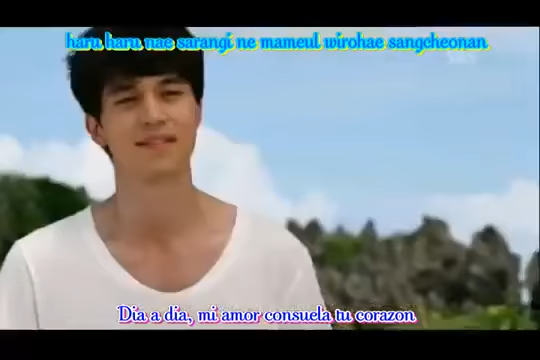 haru haru nae sarangi ne mameul wirohae sangcheonan
Dia a dia, mi amor consuela tu corazon